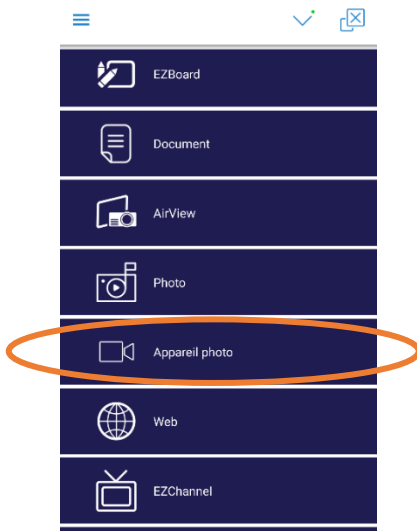 EZBoard
Document
AirView
Photo
Appareil photo
Web
EZChannel